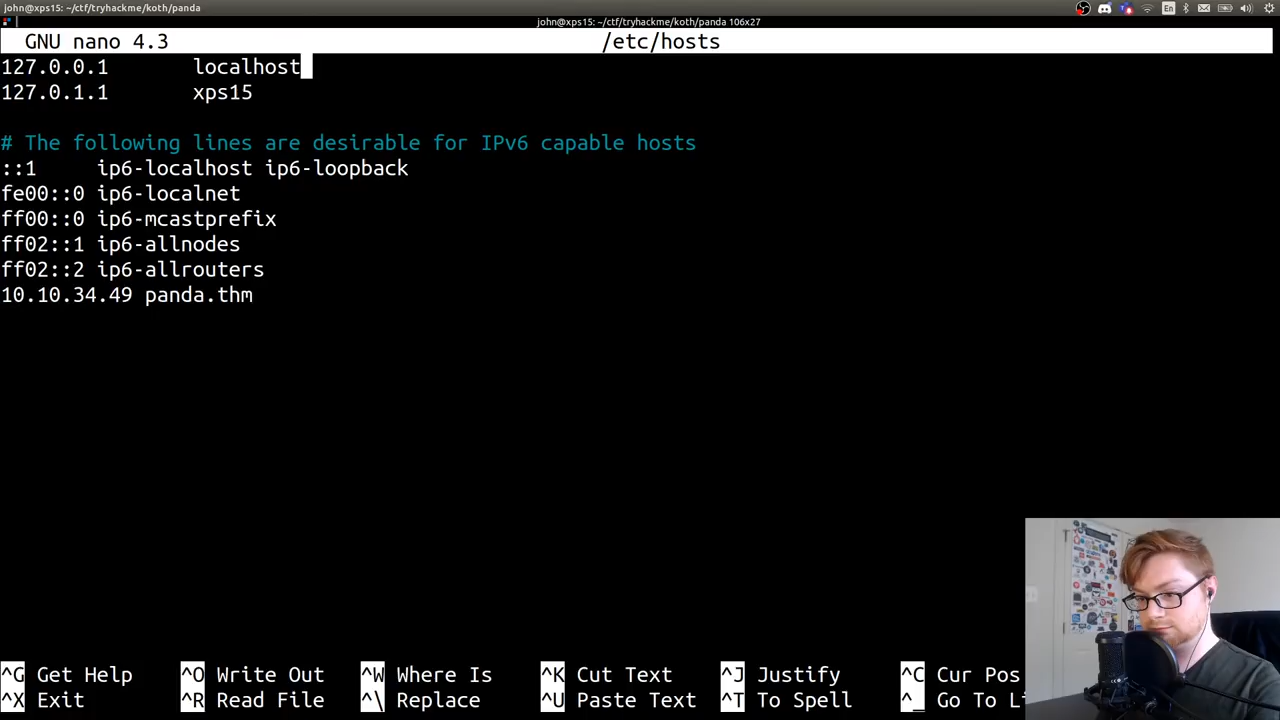 john@xps15: ~/ctf/tryhackme/koth/panda
En
john@xps15: ~/ctf/tryhackme/koth/panda 106x27
GNU nano 4.3 /etc/hosts
127.0.0.1 localhost
127.0.1.1 xps15
# The following lines are desirable for IPv6 capable hosts
::1 ip6-localhost ip6-loopback
fe00::0 ip6-localnet
ff00::0 ip6-mcastprefix
ff02::1 ip6-allnodes
ff02::2 ip6-allrouters
10.10.34.49 panda.thm
^G Get Help ^O Write Out ^W Where Is ^K Cut Text ^J Justify ^C Cur Pos
^X Exit ^R Read File ^\ Replace ^U Paste Text ^T To Spell ^_ Go To Li